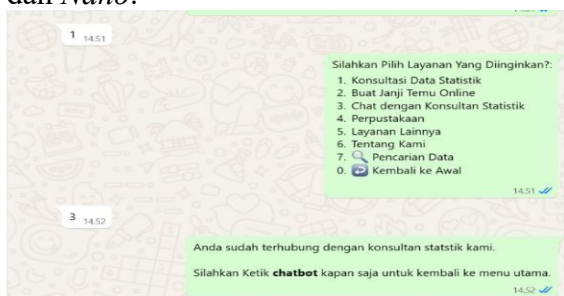 dan Nano.
1 14.51
Silahkan Pilih Layanan Yang Diinginkan?:
1. Konsultasi Data Statistik
2. Buat Janji Temu Online
3. Chat dengan Konsultan Statistik
4. Perpustakaan
5. Layanan Lainnya
6. Tentang Kami
7. 🔍 Pencarian Data
0. ↩️ Kembali ke Awal
14.51
3 14.52
Anda sudah terhubung dengan konsultan statstik kami.
Silahkan Ketik chatbot kapan saja untuk kembali ke menu utama.
14.52